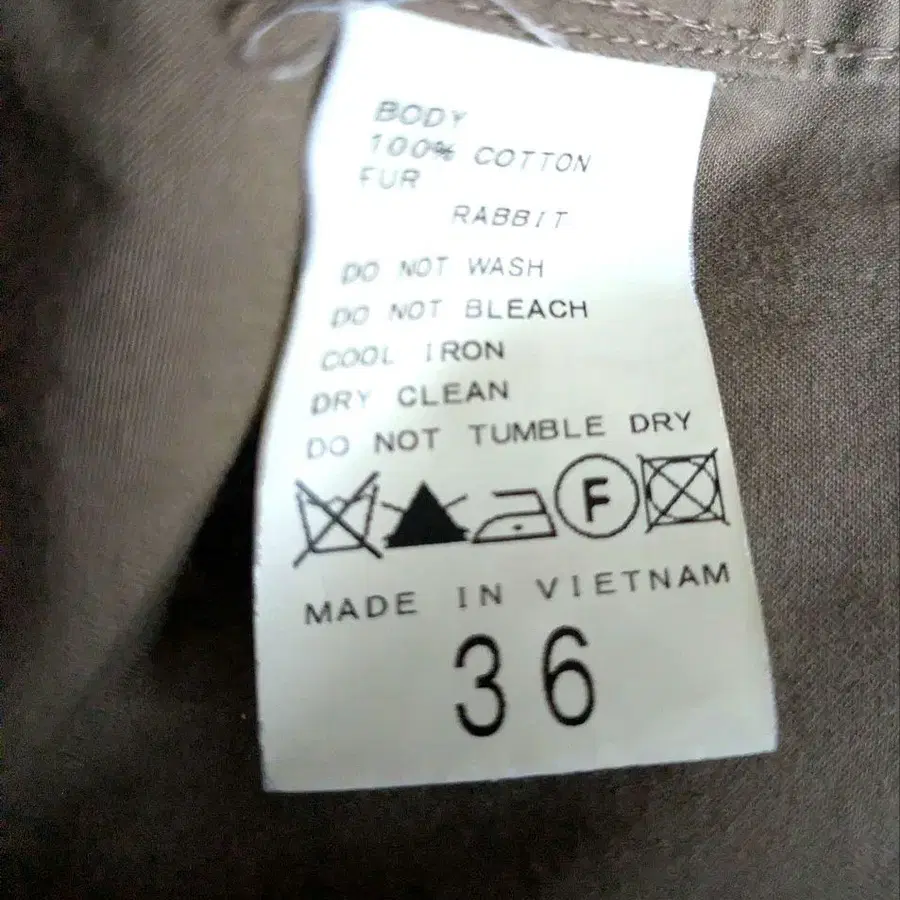 BODY
100% COTTON
FUR
RABBIT
DO NOT WASH
DO NOT BLEACH
COOL IRON
DRY CLEAN
DO NOT TUMBLE DRY
F
MADE IN VIETNAM
36